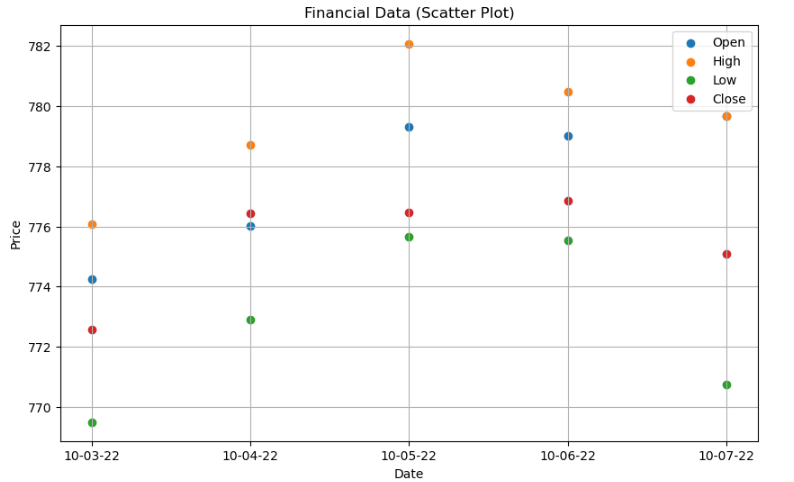 Financial Data (Scatter Plot)
Open
High
Low
Close
782
780
778
776
774
772
770
Price
10-03-22
10-04-22
10-05-22
10-06-22
10-07-22
Date